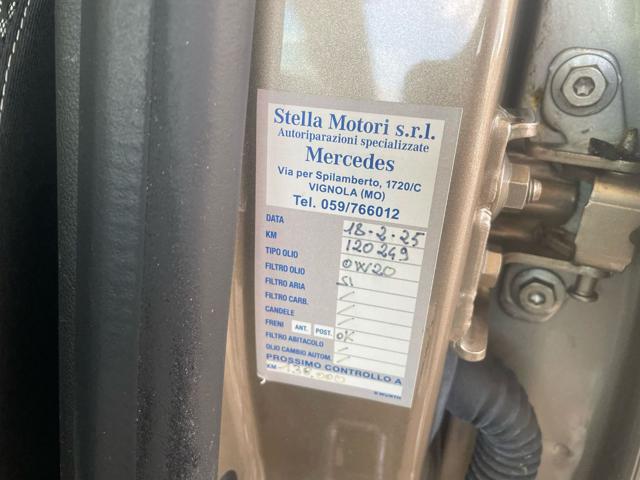 Stella Motori s.r.l.
Autoriparazioni specializzate
Mercedes
Via per Spilamberto, 1720/C
VIGNOLA (MO)
Tel. 059/766012
DATA 18-2-25
KM 120249
TIPO OLIO 0W20
FILTRO OLIO SI
FILTRO ARIA
FILTRO CARB.
CANDELE
FRENI ANT. POST. OK
FILTRO ABITACOLO
OLIO CAMBIO AUTOM.
PROSSIMO CONTROLLO A
KM